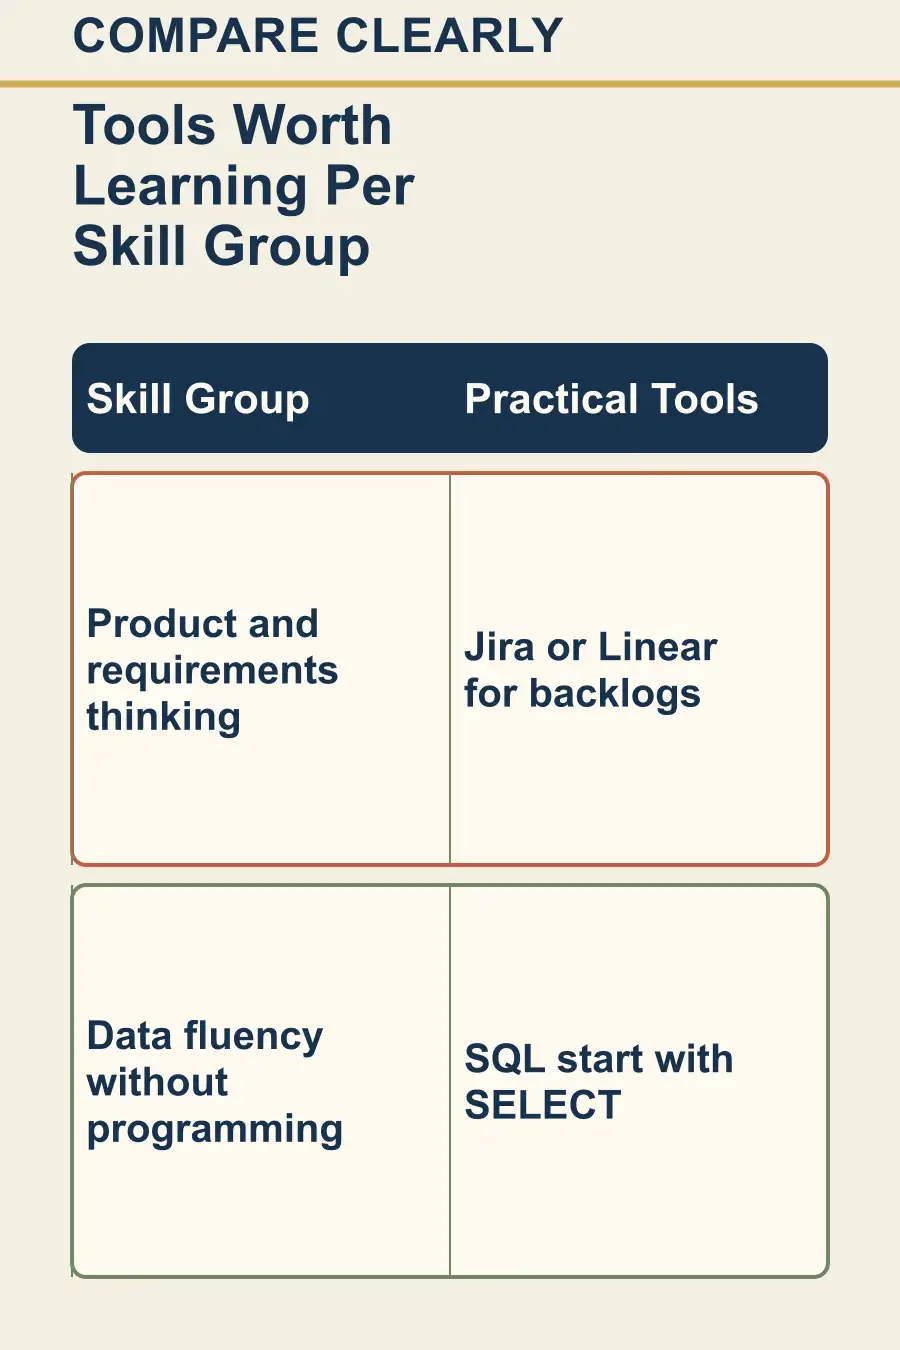 COMPARE CLEARLY
Tools Worth
Learning Per
Skill Group
Skill Group
Practical Tools
Product and
requirements
thinking
Jira or Linear
for backlogs
Data fluency
without
programming
SQL start with
SELECT